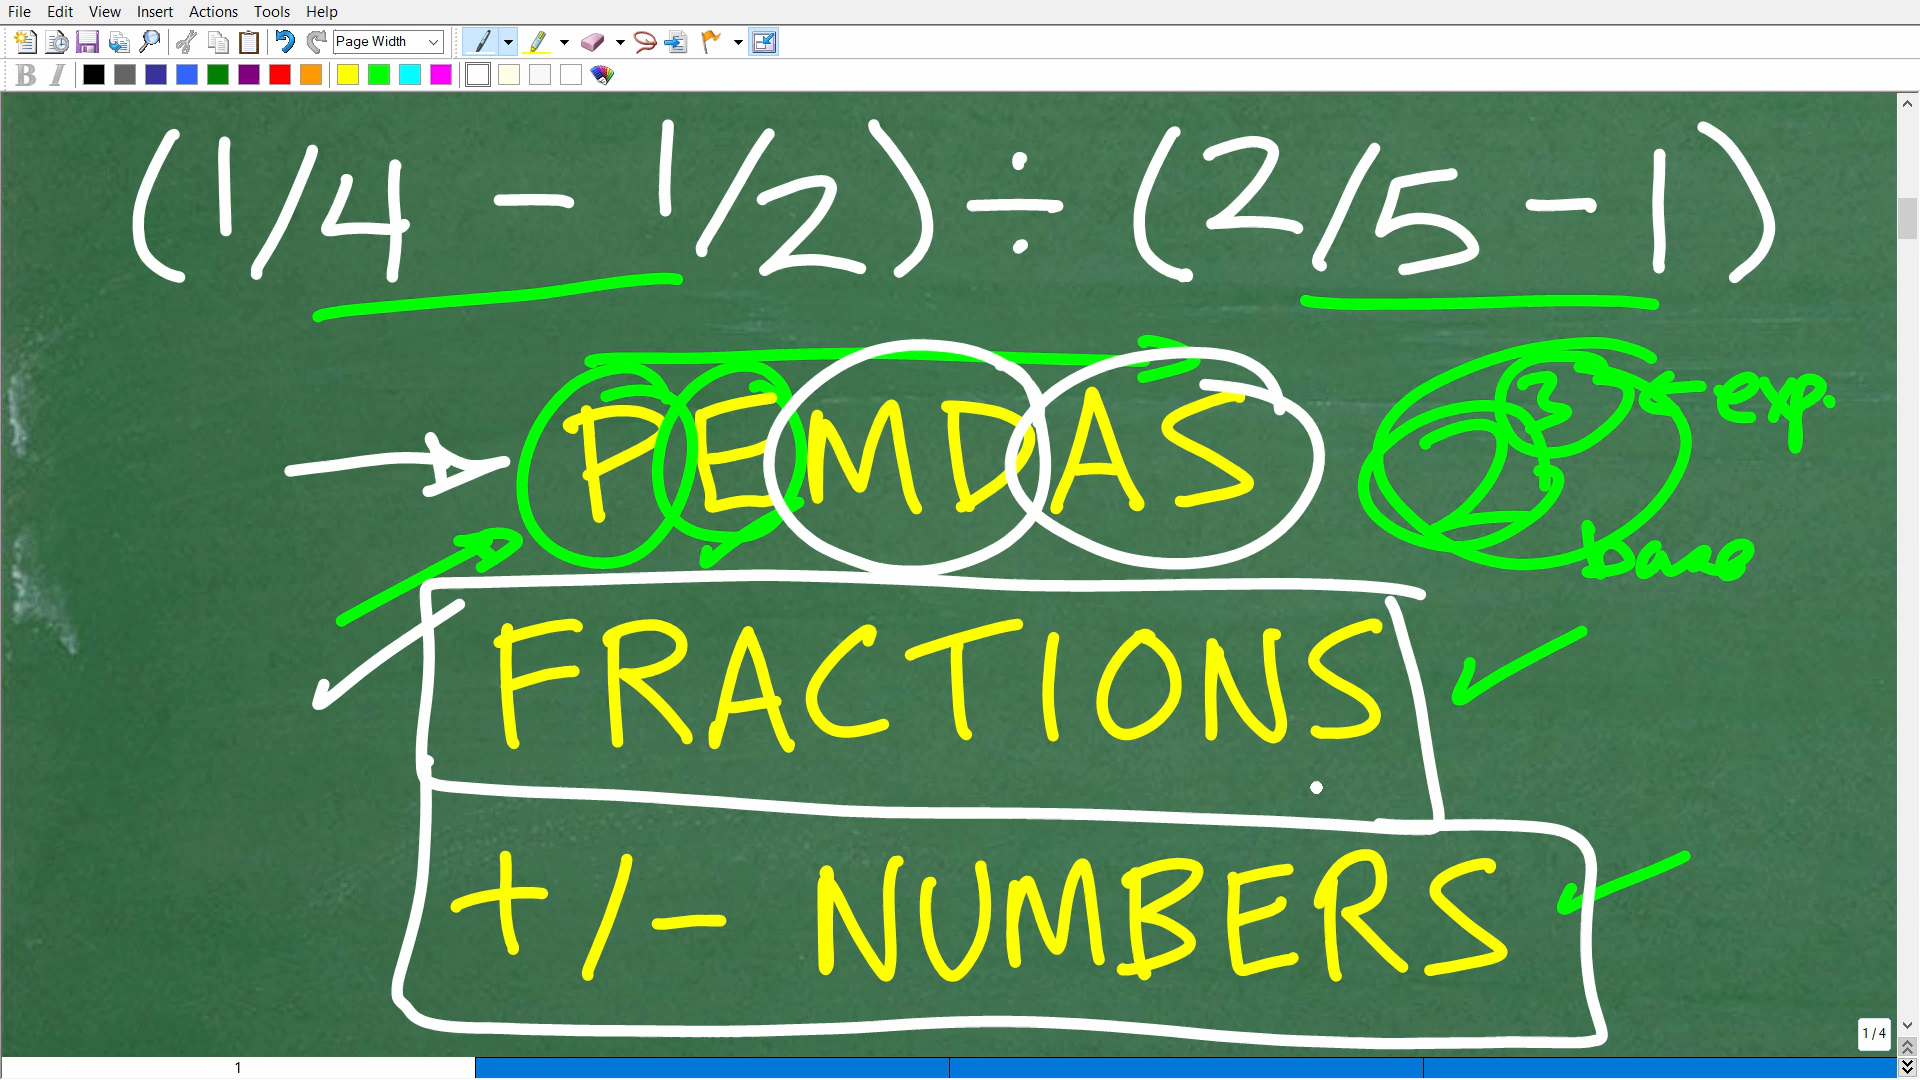 File Edit View Insert Actions Tools Help
Page Width
B I
(1/4 - 1/2) ÷ (2/5 - 1)
PEMDAS 2³ exp.
base
FRACTIONS
+/- NUMBERS
1 / 4
1